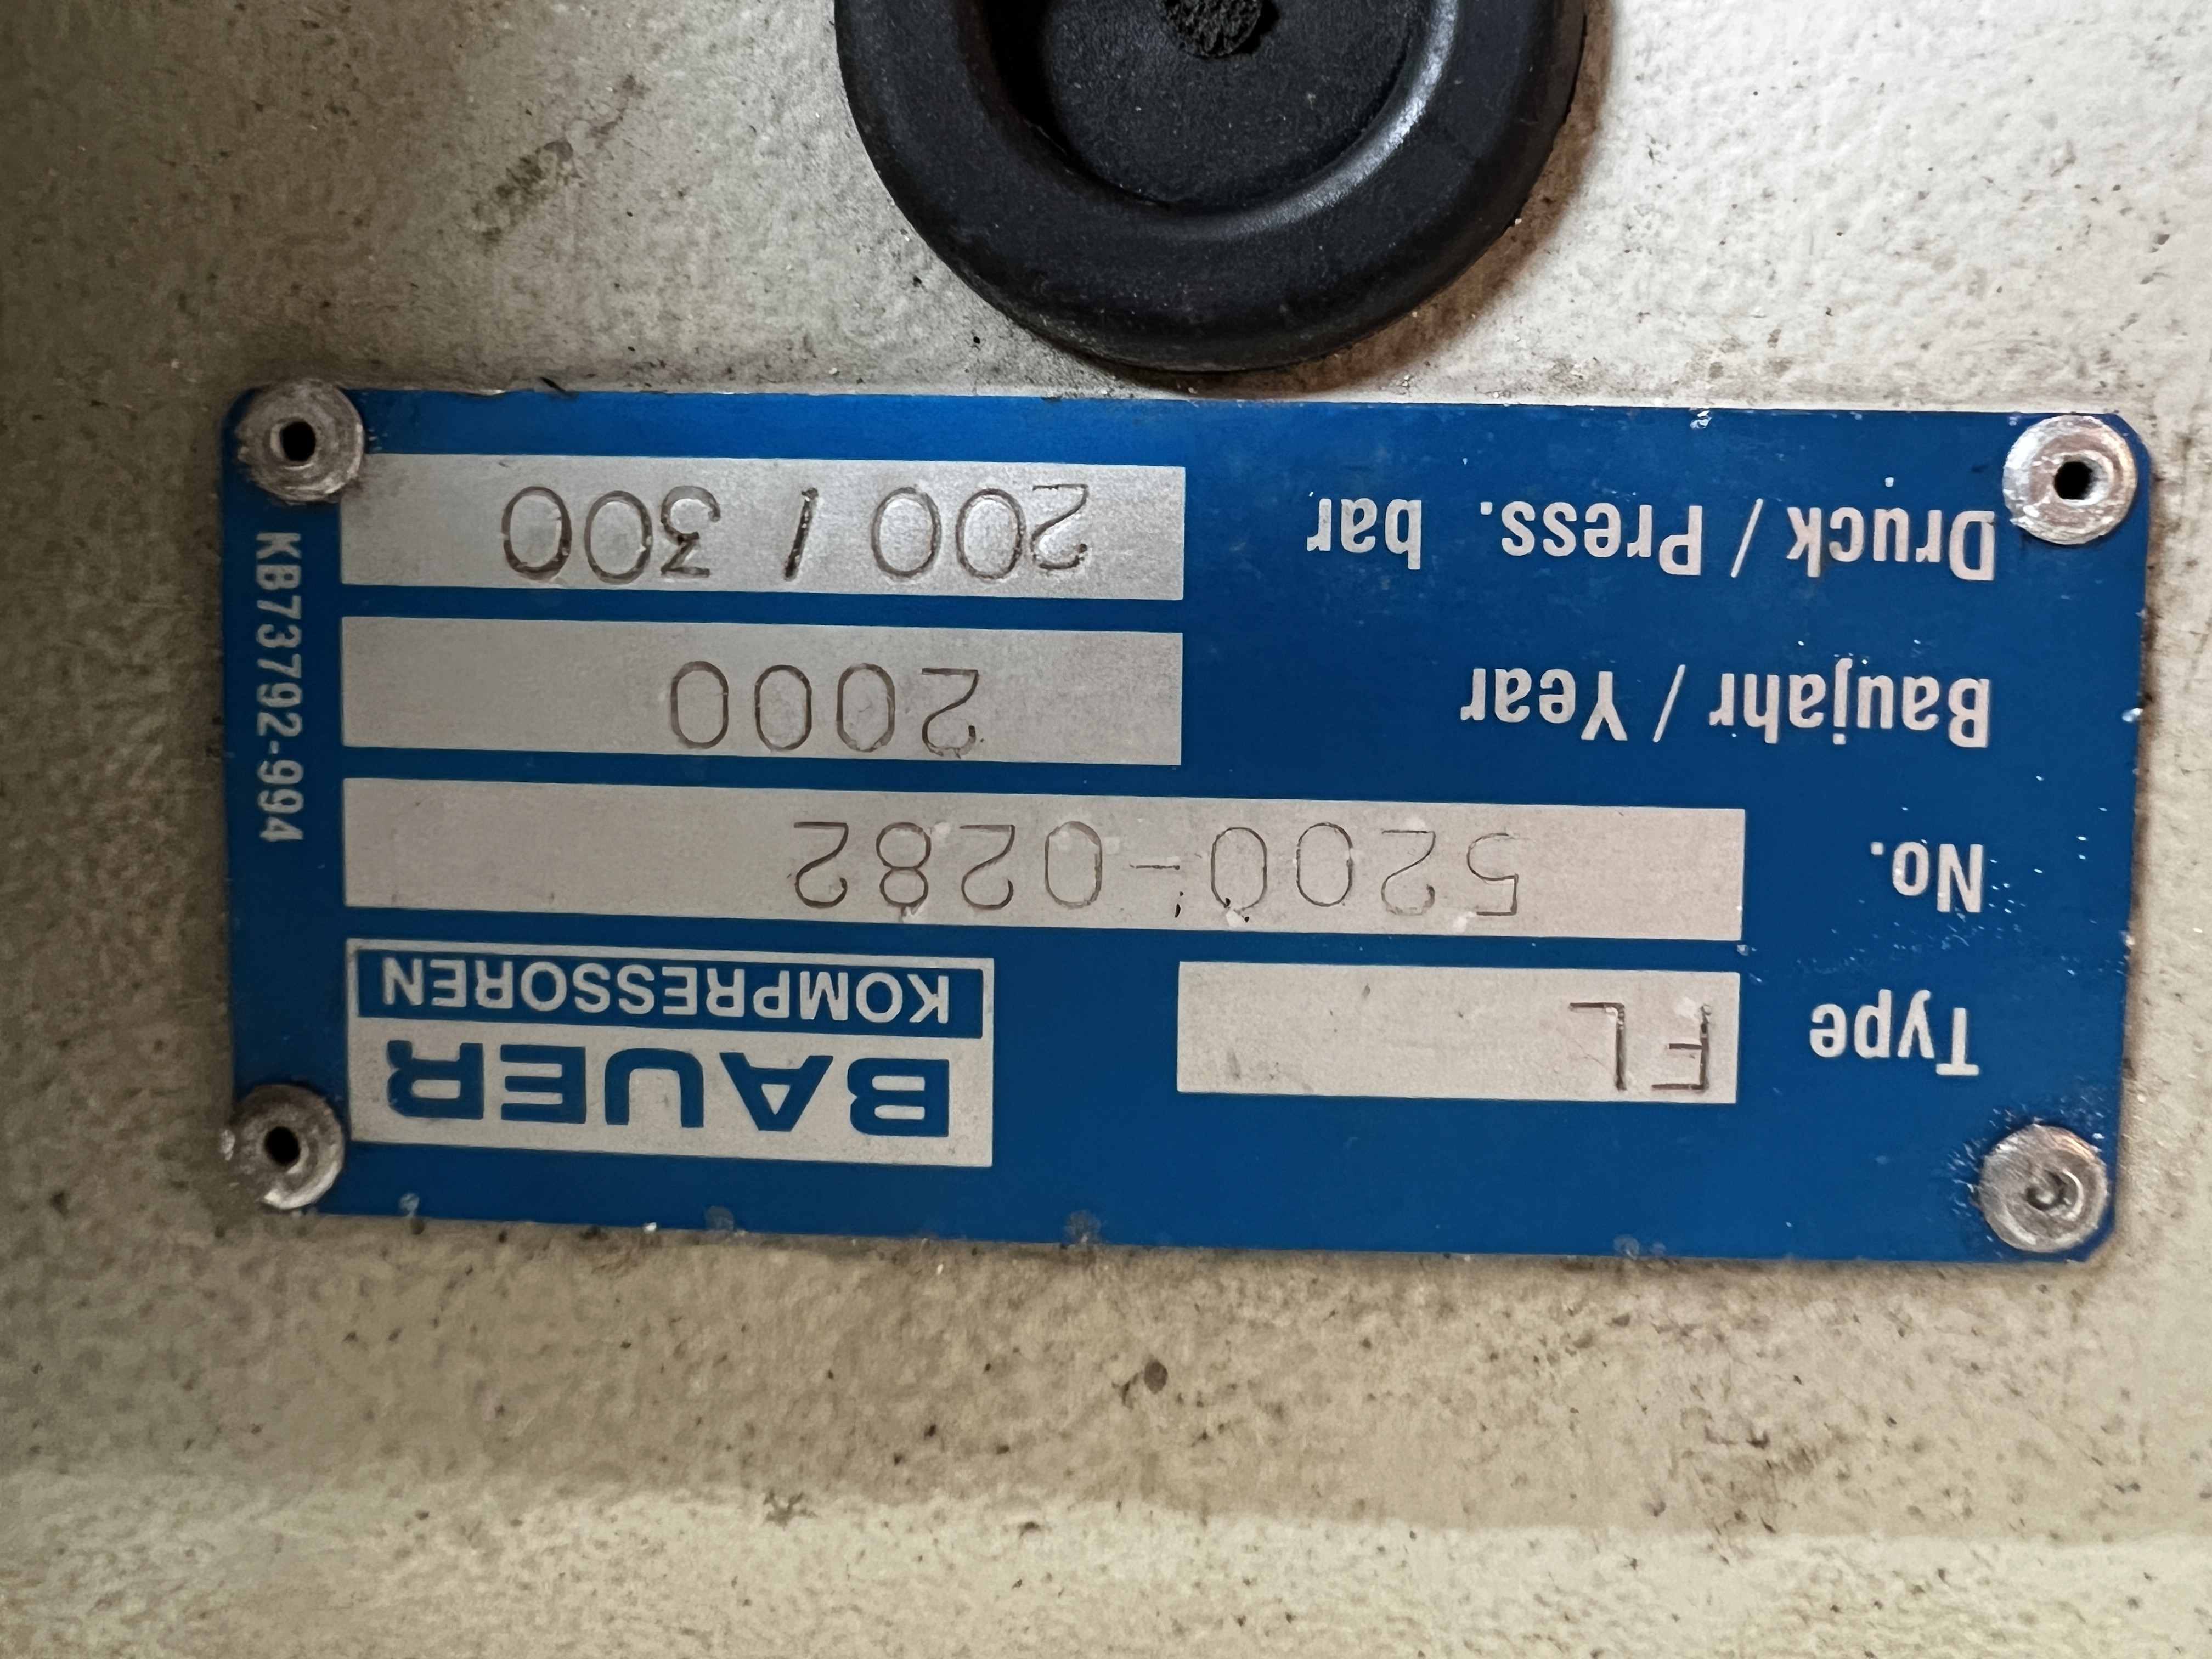 Type FL
BAUER
KOMPRESSOREN
No. 5200-0282
Baujahr / Year 2000
Druck / Press. bar 200 / 300
KB73792-994